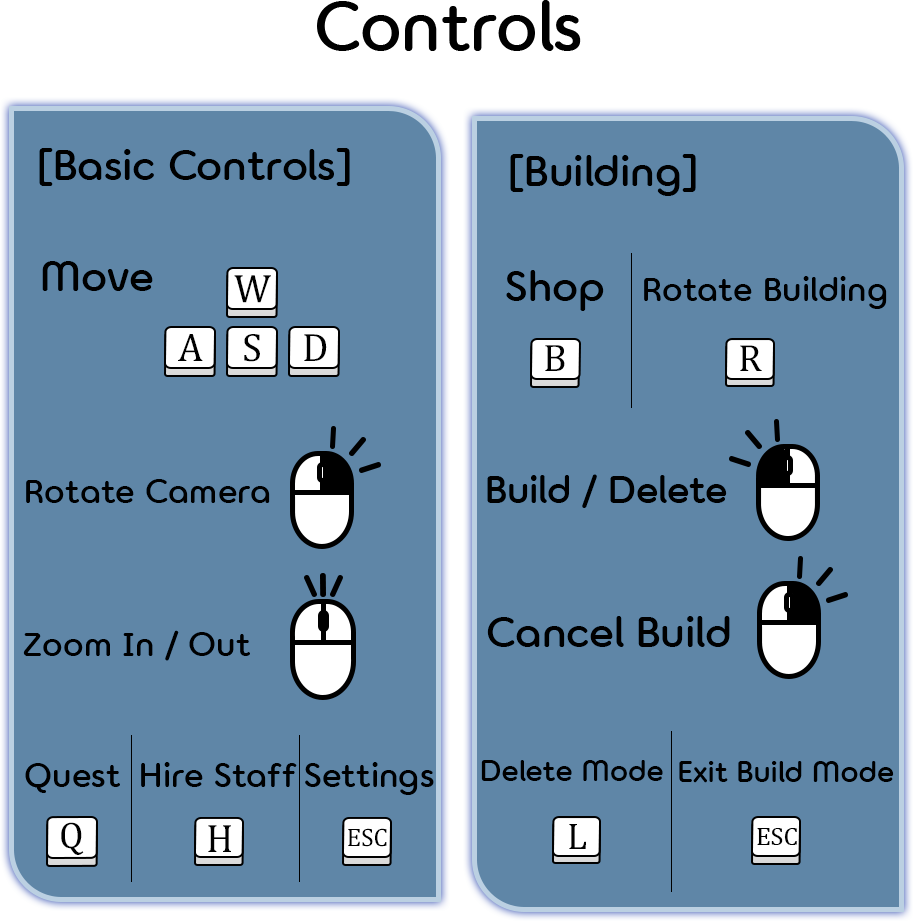 Controls
[Basic Controls]
Move
W
A S D
Rotate Camera
Zoom In / Out
Quest Hire Staff Settings
Q H ESC
[Building]
Shop Rotate Building
B R
Build / Delete
Cancel Build
Delete Mode Exit Build Mode
L ESC